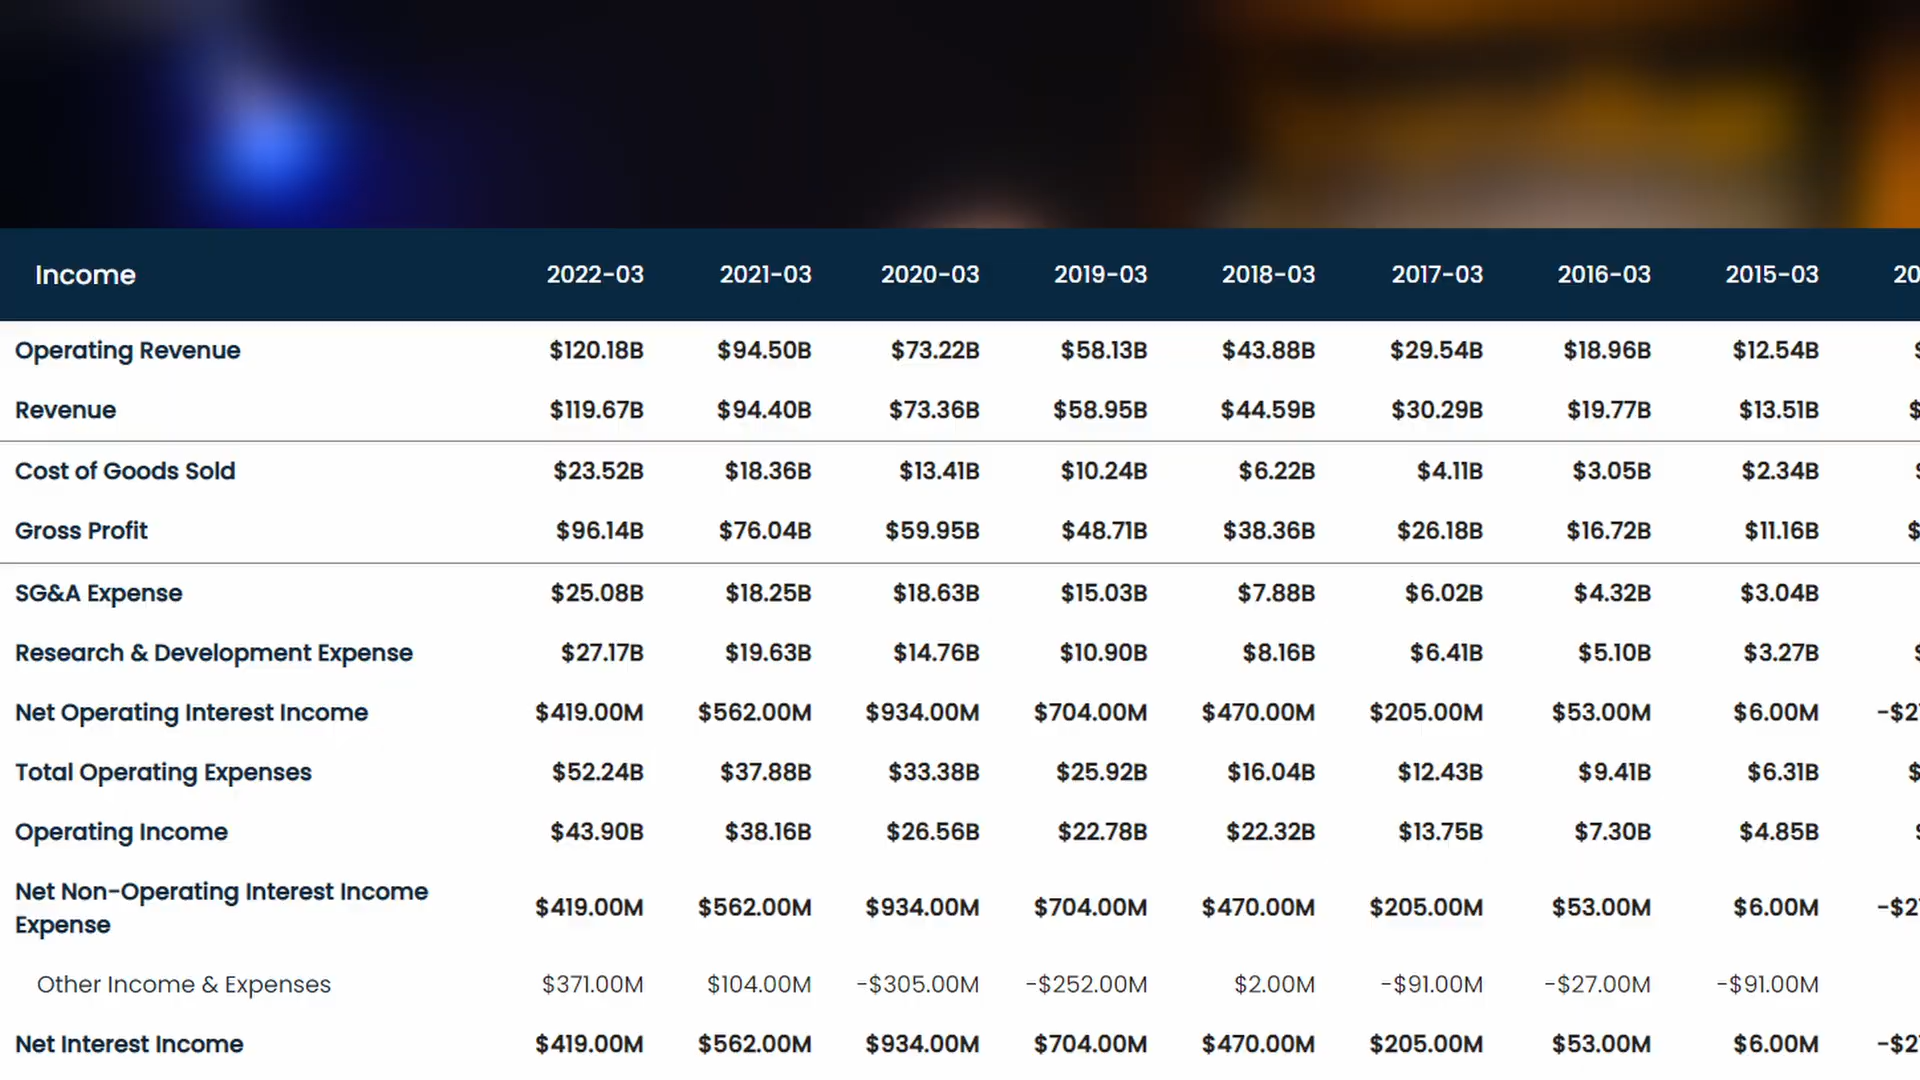 Income 2022-03 2021-03 2020-03 2019-03 2018-03 2017-03 2016-03 2015-03
Operating Revenue $120.18B $94.50B $73.22B $58.13B $43.88B $29.54B $18.96B $12.54B
Revenue $119.67B $94.40B $73.36B $58.95B $44.59B $30.29B $19.77B $13.51B
Cost of Goods Sold $23.52B $18.36B $13.41B $10.24B $6.22B $4.11B $3.05B $2.34B
Gross Profit $96.14B $76.04B $59.95B $48.71B $38.36B $26.18B $16.72B $11.16B
SG&A Expense $25.08B $18.25B $18.63B $15.03B $7.88B $6.02B $4.32B $3.04B
Research & Development Expense $27.17B $19.63B $14.76B $10.90B $8.16B $6.41B $5.10B $3.27B
Net Operating Interest Income $419.00M $562.00M $934.00M $704.00M $470.00M $205.00M $53.00M $6.00M
Total Operating Expenses $52.24B $37.88B $33.38B $25.92B $16.04B $12.43B $9.41B $6.31B
Operating Income $43.90B $38.16B $26.56B $22.78B $22.32B $13.75B $7.30B $4.85B
Net Non-Operating Interest Income
Expense $419.00M $562.00M $934.00M $704.00M $470.00M $205.00M $53.00M $6.00M
Other Income & Expenses $371.00M $104.00M -$305.00M -$252.00M $2.00M -$91.00M -$27.00M -$91.00M
Net Interest Income $419.00M $562.00M $934.00M $704.00M $470.00M $205.00M $53.00M $6.00M